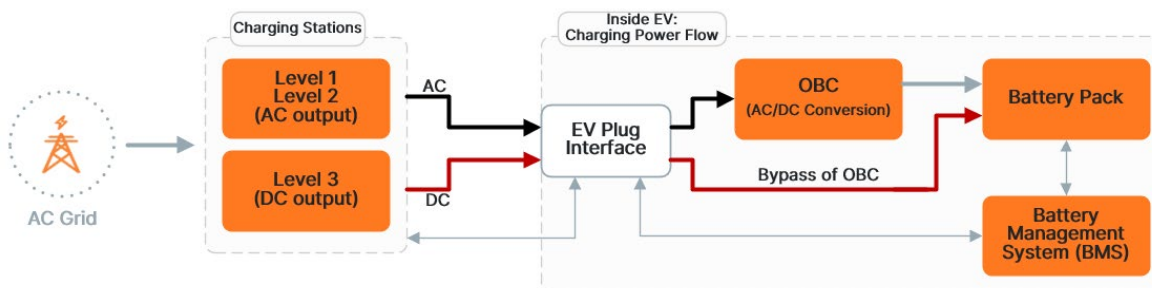 Charging Stations
Inside EV:
Charging Power Flow
Level 1
Level 2
(AC output)
AC
OBC
(AC/DC Conversion)
Battery Pack
EV Plug
Interface
Level 3
(DC output)
DC
Bypass of OBC
AC Grid
Battery
Management
System (BMS)